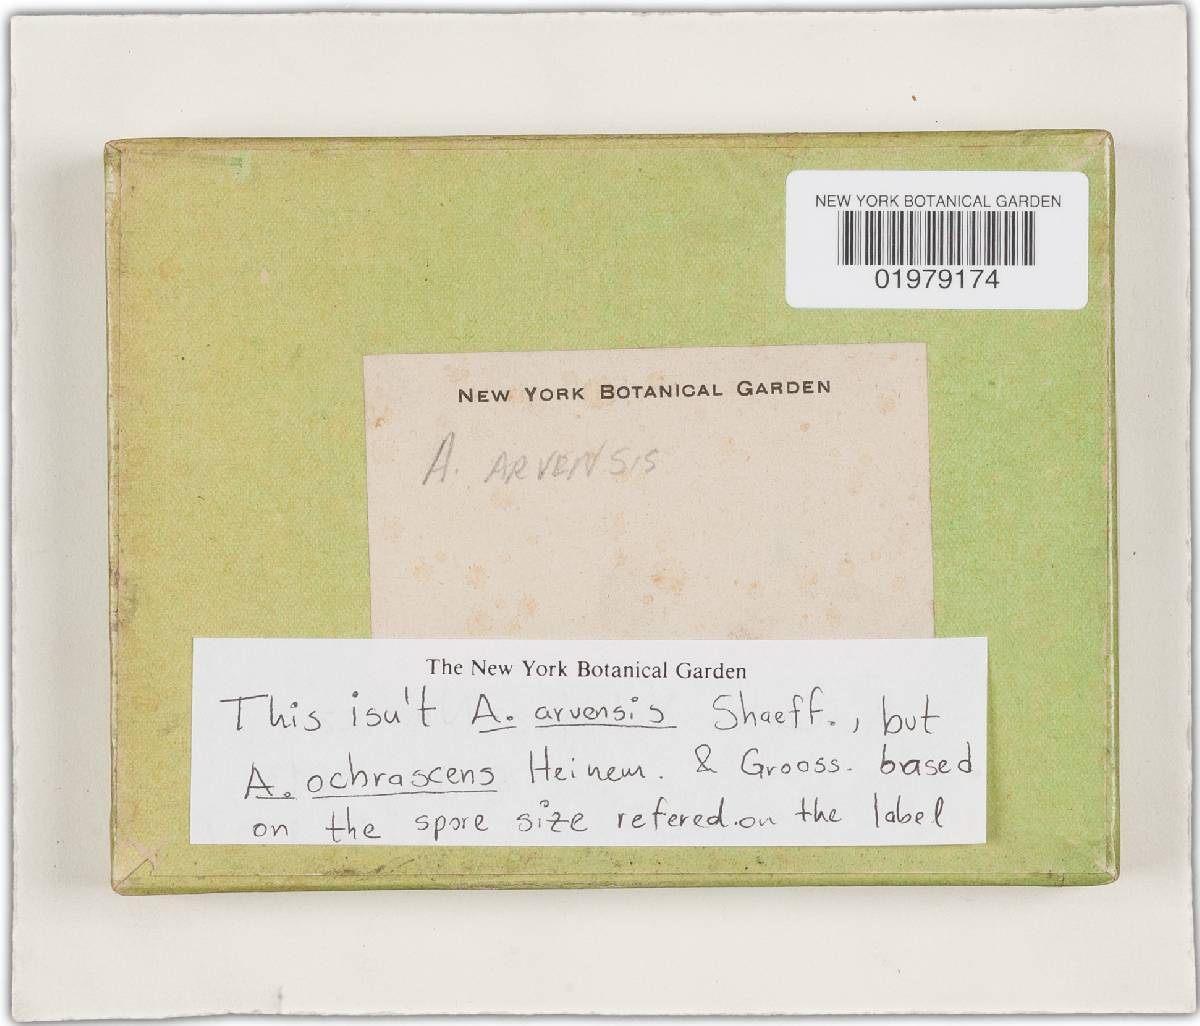 NEW YORK BOTANICAL GARDEN
01979174
NEW YORK BOTANICAL GARDEN
A. ARVENSIS
The New York Botanical Garden
This isn't A. arvensis Shaeff., but
A. ochrascens Heinem. & Grooss. based
on the spore size refered.on the label